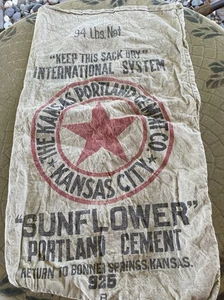 94 Lbs. Net
"KEEP THIS SACK DRY"
INTERNATIONAL SYSTEM
THE KANSAS PORTLAND CEMENT CO.
KANSAS CITY.
"SUNFLOWER"
PORTLAND CEMENT
RETURN TO BONNER SPRINGS, KANSAS.
925
B